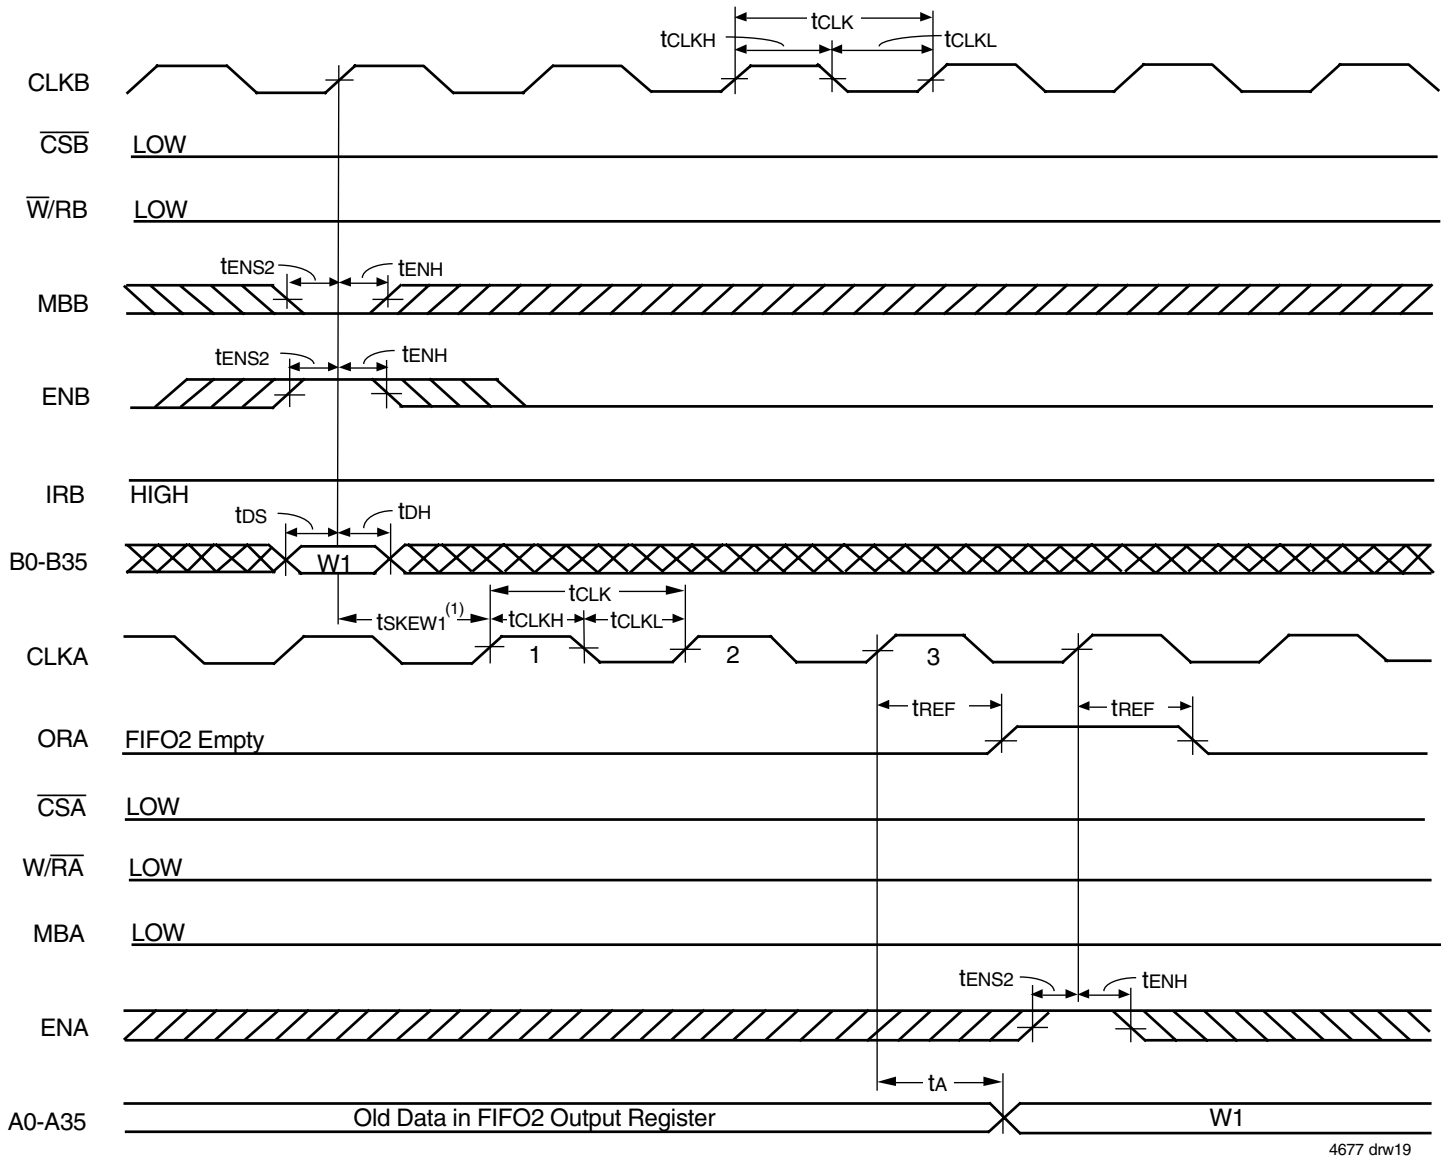 tCLK
tCLKH tCLKL
CLKB
CSB LOW
W/RB LOW
tENS2 tENH
MBB
tENS2 tENH
ENB
IRB HIGH
tDS tDH
B0-B35 W1
tCLK
tSKEW1(1) tCLKH tCLKL
CLKA 1 2 3
tREF tREF
ORA FIFO2 Empty
CSA LOW
W/RA LOW
MBA LOW
tENS2 tENH
ENA
tA
A0-A35 Old Data in FIFO2 Output Register W1
4677 drw19